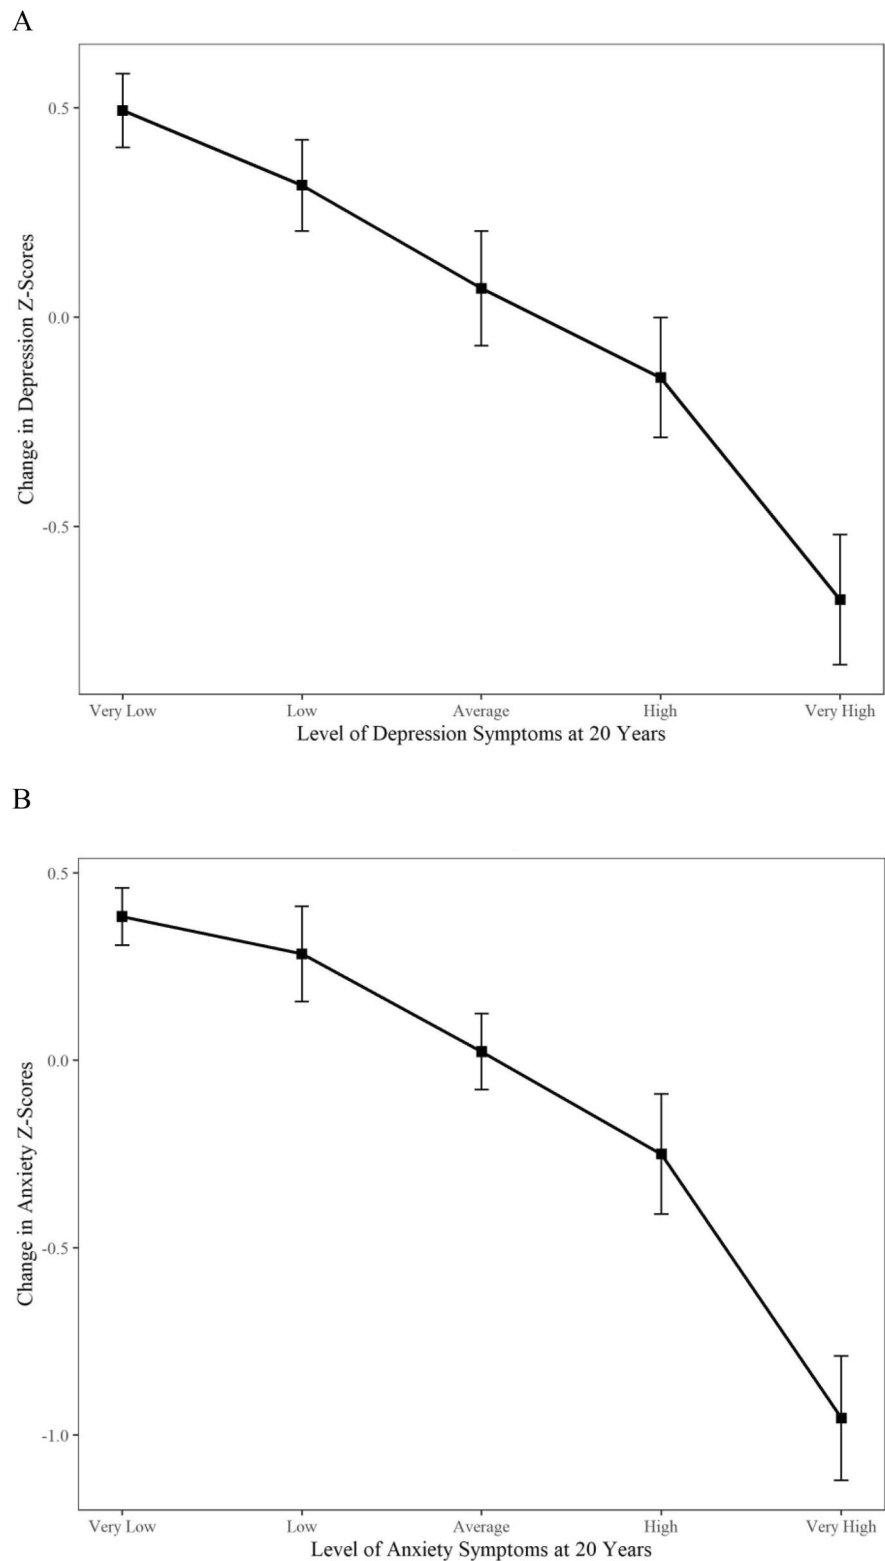 A
Change in Depression Z-Scores
0.5
0.0
-0.5
Very Low Low Average High Very High
Level of Depression Symptoms at 20 Years
B
Change in Anxiety Z-Scores
0.5
0.0
-0.5
-1.0
Very Low Low Average High Very High
Level of Anxiety Symptoms at 20 Years